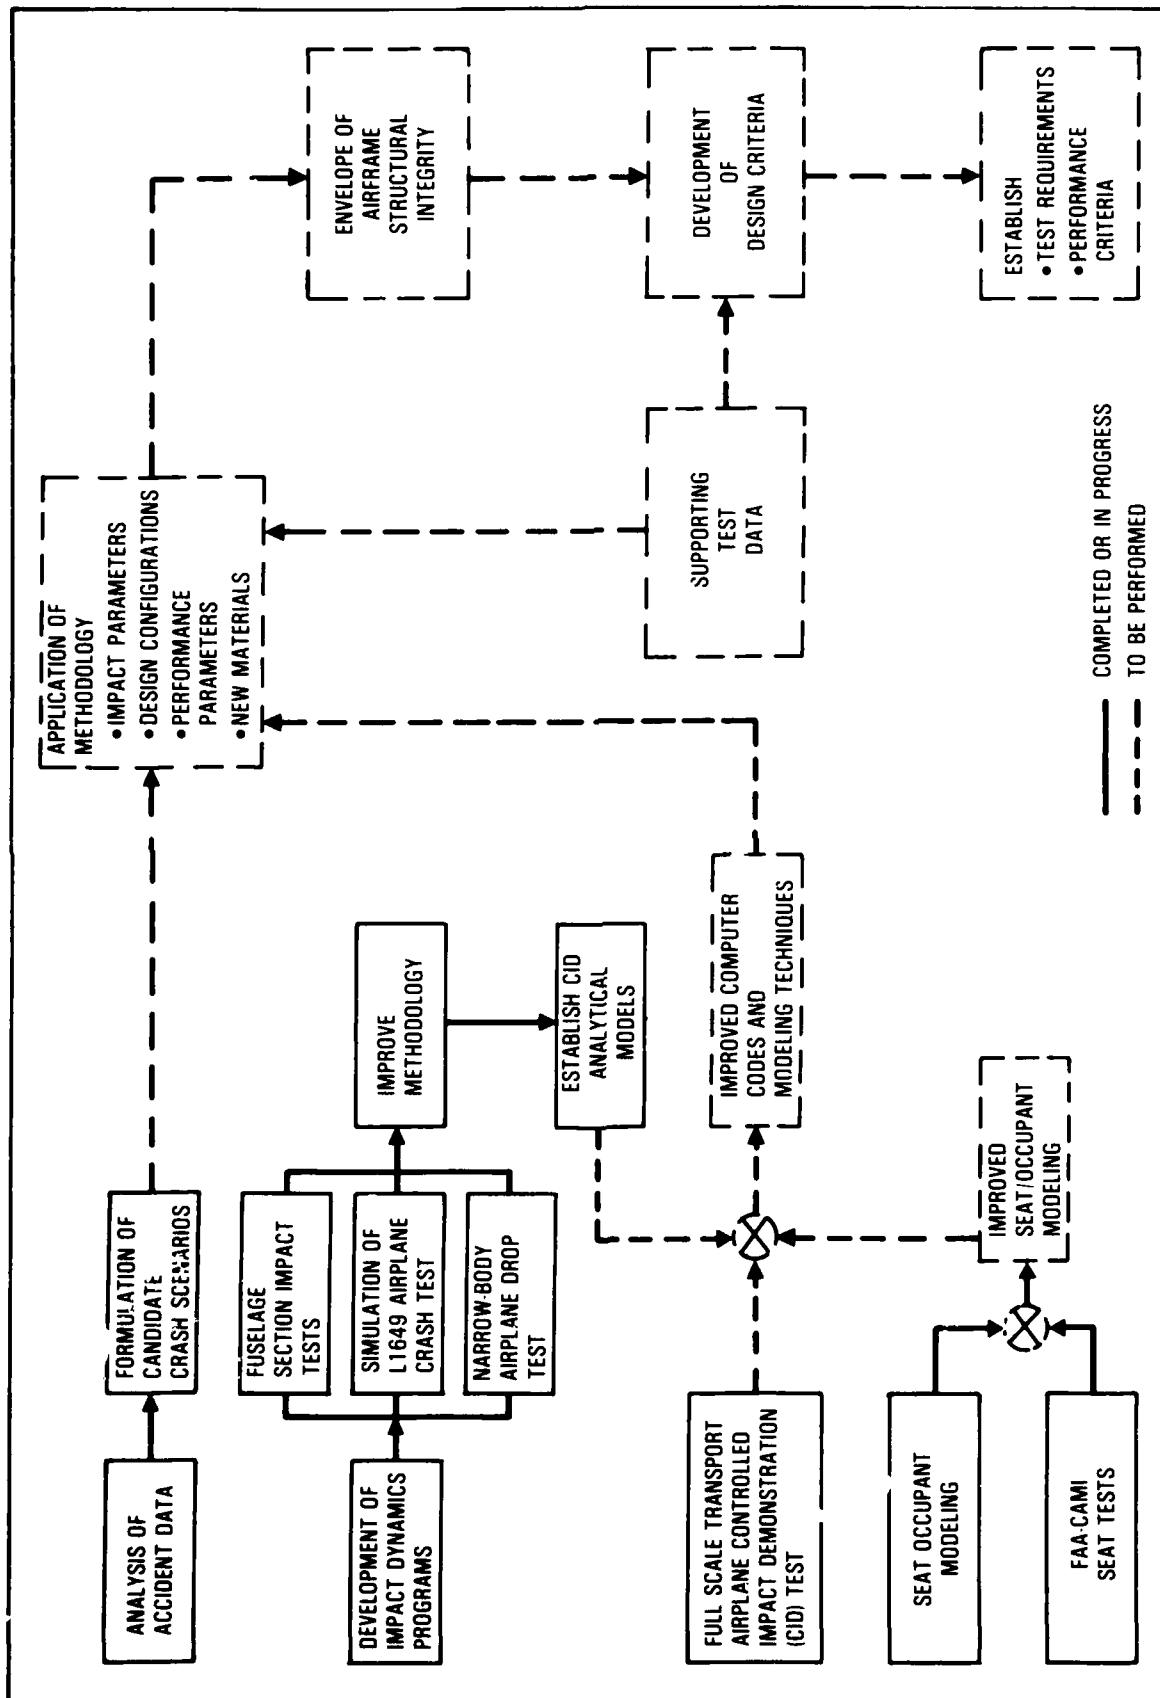 ANALYSIS OF
ACCIDENT DATA
FORMULATION OF
CANDIDATE
CRASH SCENARIOS
APPLICATION OF
METHODOLOGY
• IMPACT PARAMETERS
• DESIGN CONFIGURATIONS
• PERFORMANCE
PARAMETERS
• NEW MATERIALS
DEVELOPMENT OF
IMPACT DYNAMICS
PROGRAMS
FUSELAGE
SECTION IMPACT
TESTS
SIMULATION OF
L1649 AIRPLANE
CRASH TEST
NARROW-BODY
AIRPLANE DROP
TEST
IMPROVE
METHODOLOGY
ESTABLISH CID
ANALYTICAL
MODELS
ENVELOPE OF
AIRFRAME
STRUCTURAL
INTEGRITY
SUPPORTING
TEST
DATA
DEVELOPMENT
OF
DESIGN CRITERIA
FULL SCALE TRANSPORT
AIRPLANE CONTROLLED
IMPACT DEMONSTRATION
(CID) TEST
IMPROVED COMPUTER
CODES AND
MODELING TECHNIQUES
SEAT OCCUPANT
MODELING
FAA-CAMI
SEAT TESTS
IMPROVED
SEAT/OCCUPANT
MODELING
ESTABLISH
• TEST REQUIREMENTS
• PERFORMANCE
CRITERIA
COMPLETED OR IN PROGRESS
TO BE PERFORMED